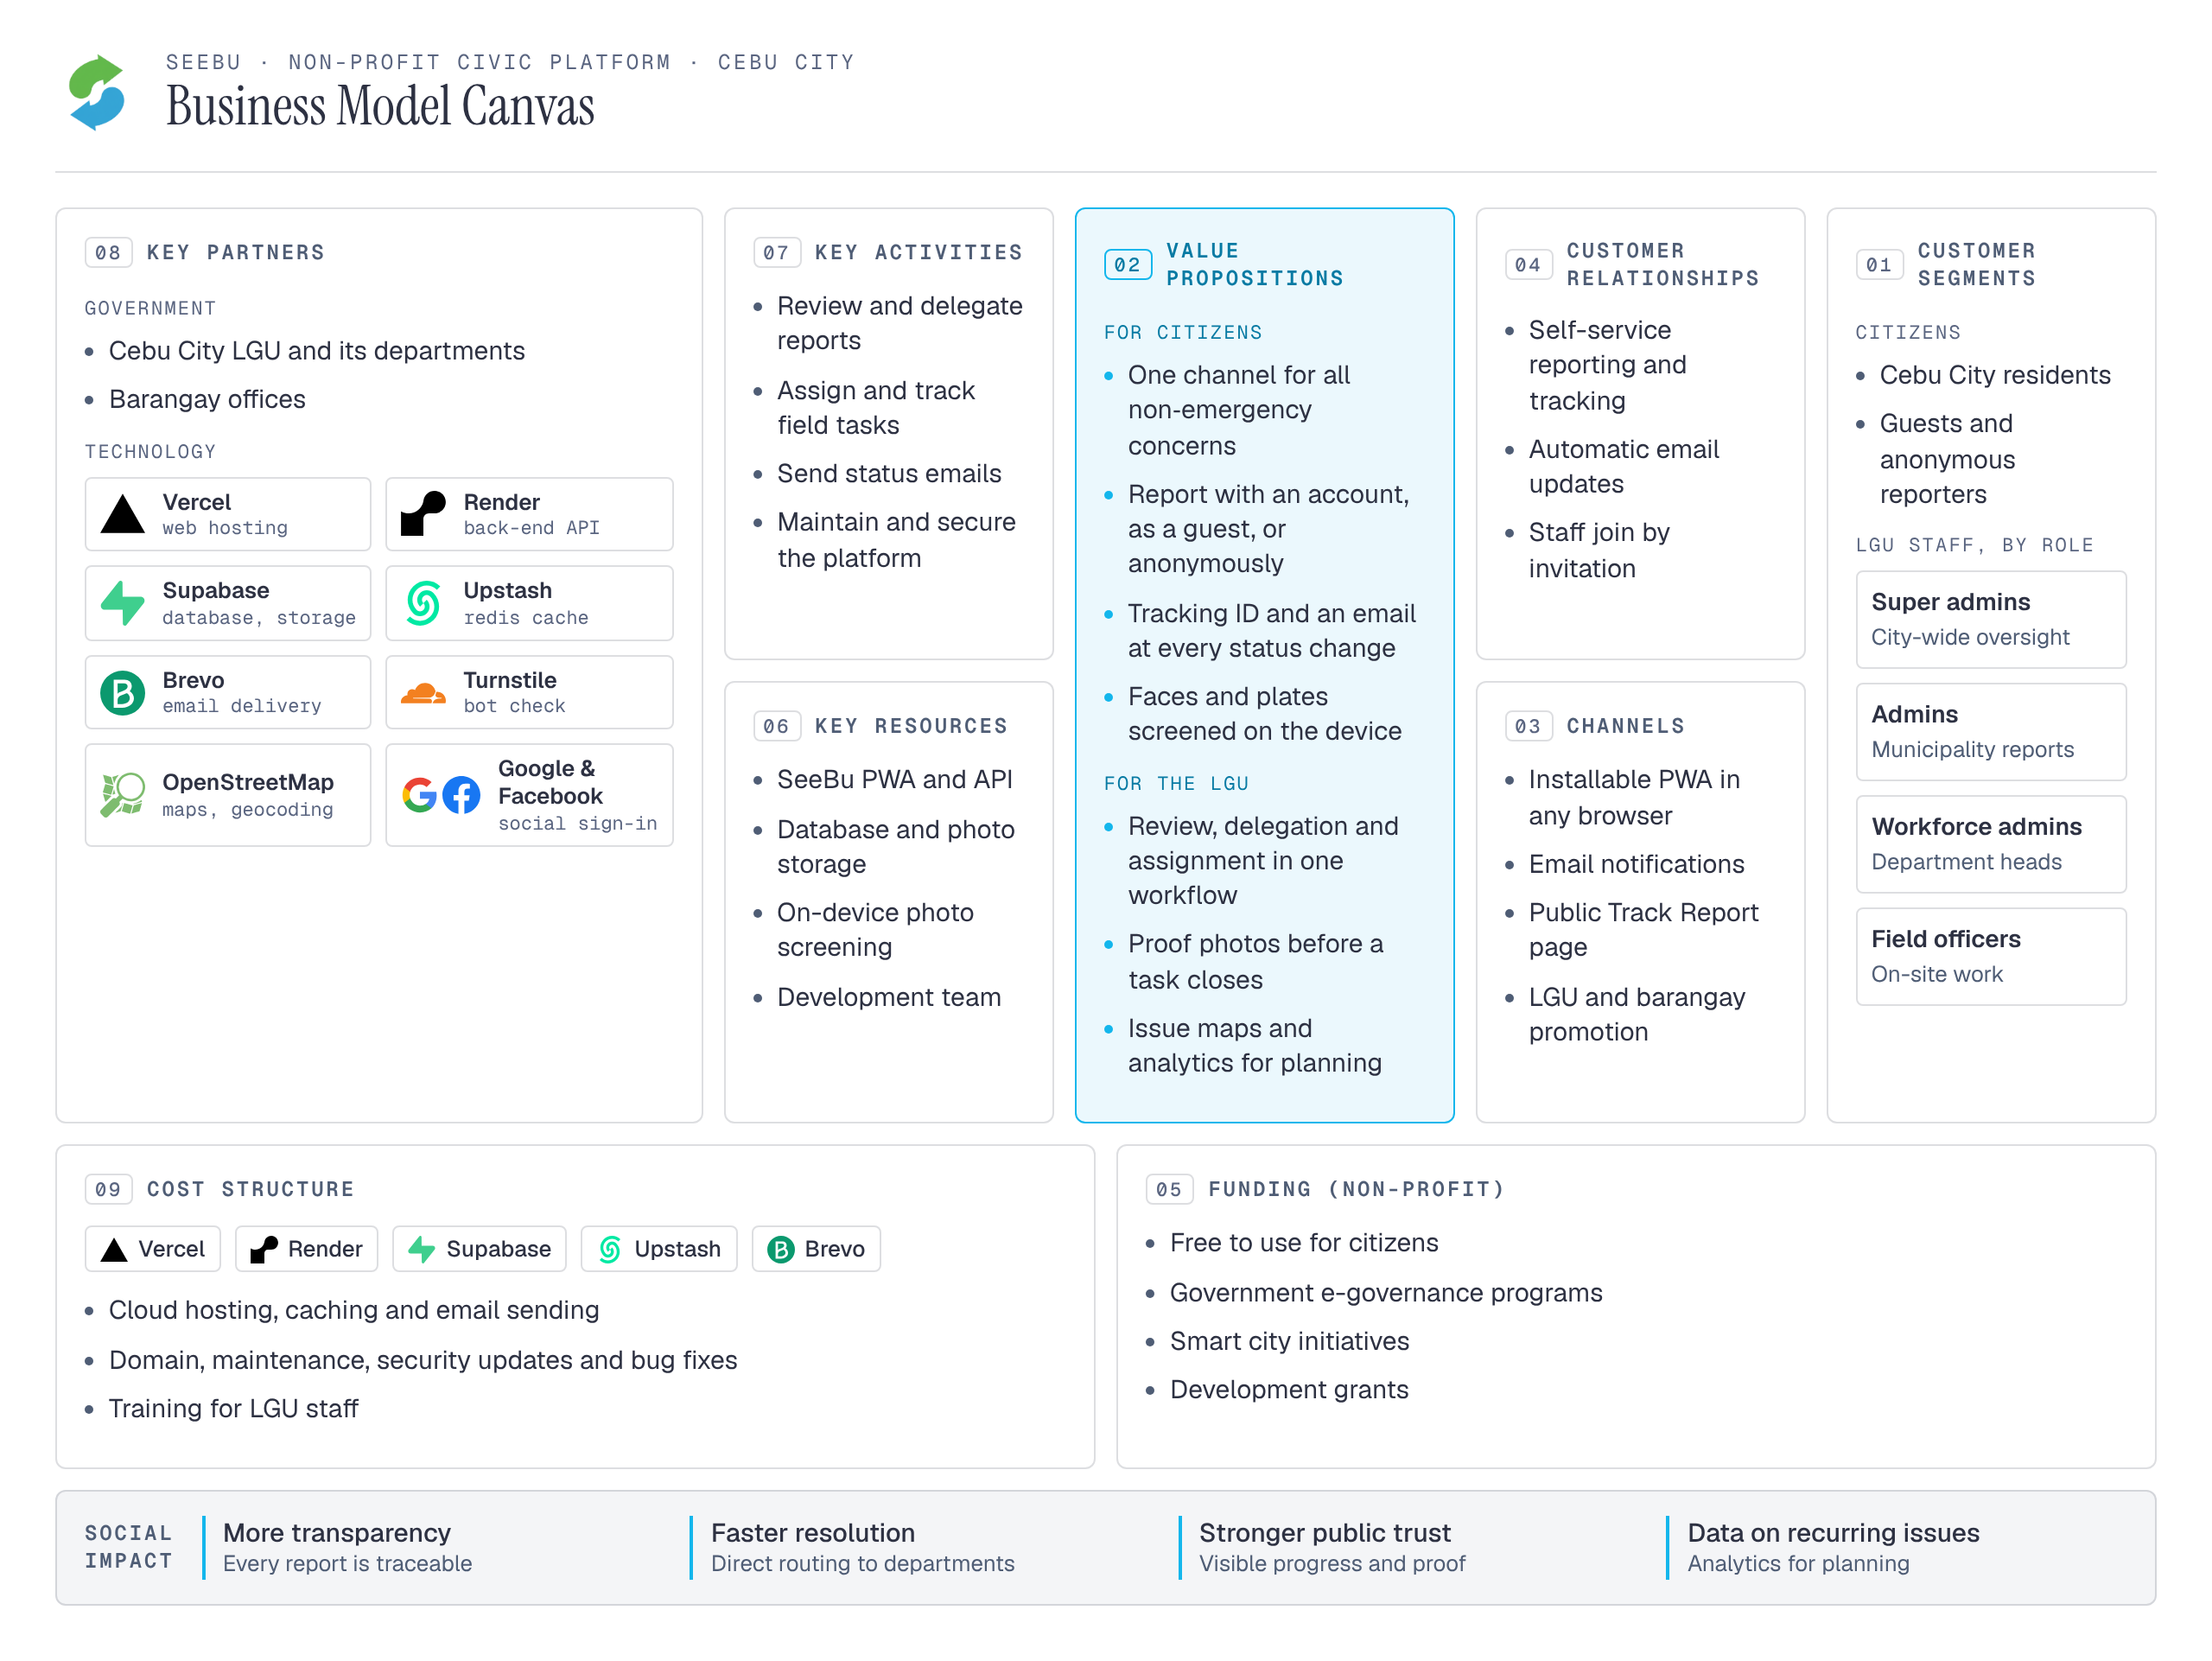 SEEBU · NON-PROFIT CIVIC PLATFORM · CEBU CITY
Business Model Canvas
08 KEY PARTNERS
GOVERNMENT
• Cebu City LGU and its departments
• Barangay offices
TECHNOLOGY
Vercel
web hosting
Render
back-end API
Supabase
database, storage
Upstash
redis cache
Brevo
email delivery
Turnstile
bot check
OpenStreetMap
maps, geocoding
Google &
Facebook
social sign-in
07 KEY ACTIVITIES
• Review and delegate
reports
• Assign and track
field tasks
• Send status emails
• Maintain and secure
the platform
06 KEY RESOURCES
• SeeBu PWA and API
• Database and photo
storage
• On-device photo
screening
• Development team
02 VALUE
PROPOSITIONS
FOR CITIZENS
• One channel for all
non-emergency
concerns
• Report with an account,
as a guest, or
anonymously
• Tracking ID and an email
at every status change
• Faces and plates
screened on the device
FOR THE LGU
• Review, delegation and
assignment in one
workflow
• Proof photos before a
task closes
• Issue maps and
analytics for planning
04 CUSTOMER
RELATIONSHIPS
• Self-service
reporting and
tracking
• Automatic email
updates
• Staff join by
invitation
03 CHANNELS
• Installable PWA in
any browser
• Email notifications
• Public Track Report
page
• LGU and barangay
promotion
01 CUSTOMER
SEGMENTS
CITIZENS
• Cebu City residents
• Guests and
anonymous
reporters
LGU STAFF, BY ROLE
Super admins
City-wide oversight
Admins
Municipality reports
Workforce admins
Department heads
Field officers
On-site work
09 COST STRUCTURE
Vercel Render Supabase Upstash Brevo
• Cloud hosting, caching and email sending
• Domain, maintenance, security updates and bug fixes
• Training for LGU staff
05 FUNDING (NON-PROFIT)
• Free to use for citizens
• Government e-governance programs
• Smart city initiatives
• Development grants
SOCIAL
IMPACT
More transparency
Every report is traceable
Faster resolution
Direct routing to departments
Stronger public trust
Visible progress and proof
Data on recurring issues
Analytics for planning